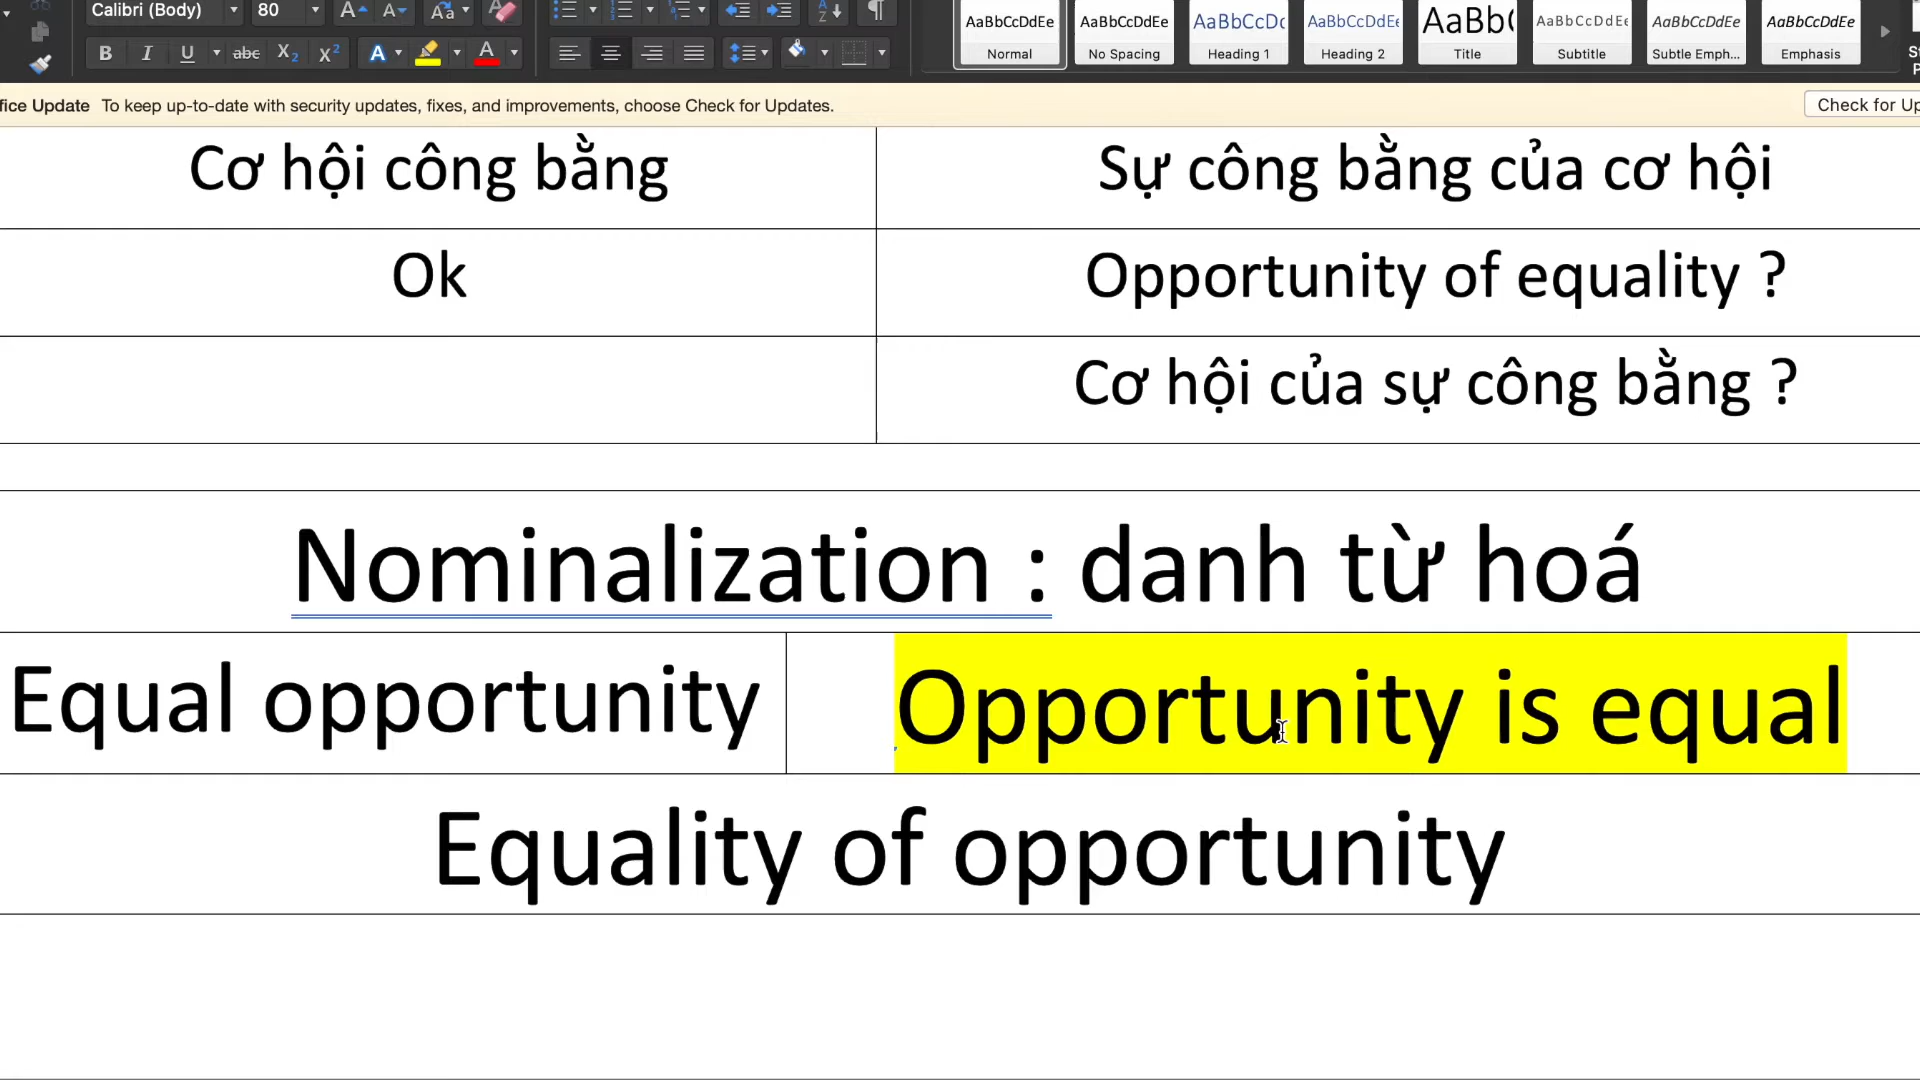 Calibri (Body) 80
AaBbCcDdEe AaBbCcDdEe AaBbCcDc AaBbCcDdEe AaBb( AaBbCcDdEe AaBbCcDdEe AaBbCcDdEe
Normal No Spacing Heading 1 Heading 2 Title Subtitle Subtle Emph... Emphasis
B I U abc X₂ X² A A
fice Update To keep up-to-date with security updates, fixes, and improvements, choose Check for Updates. Check for Up
Cơ hội công bằng Sự công bằng của cơ hội
Ok Opportunity of equality ?
Cơ hội của sự công bằng ?
Nominalization : danh từ hoá
Equal opportunity Opportunity is equal
Equality of opportunity